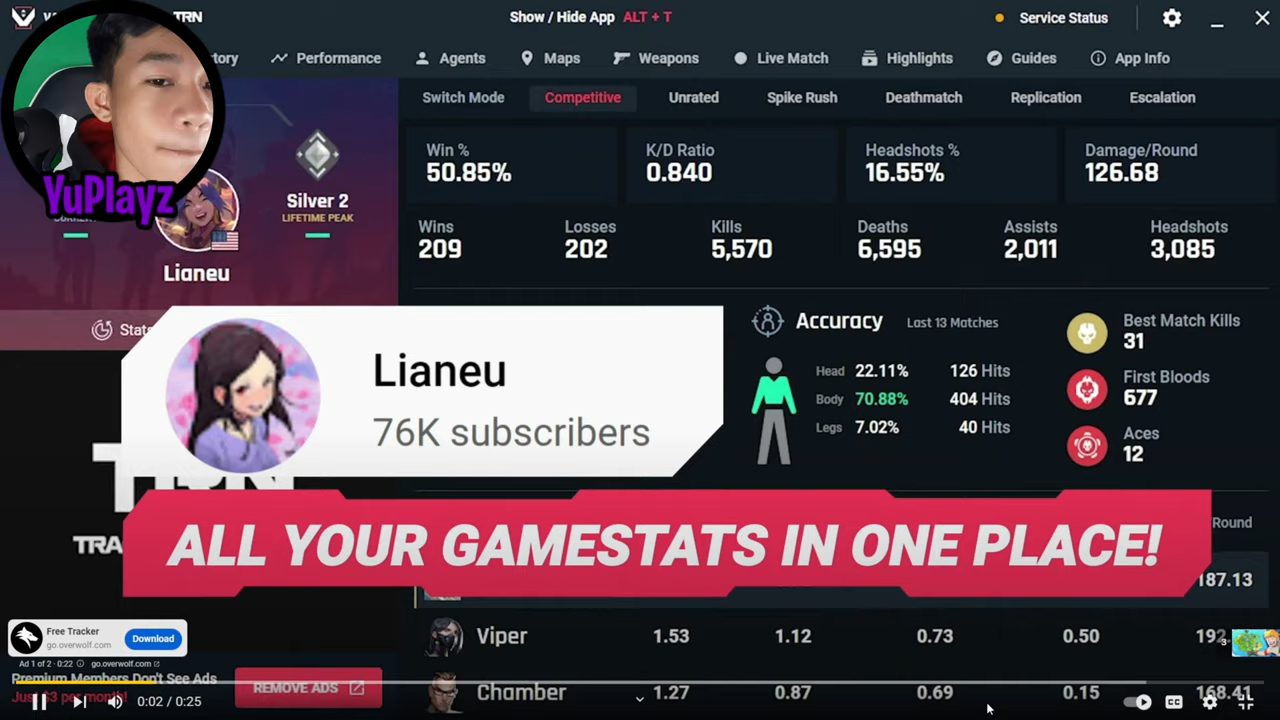 TRN
Show / Hide App ALT + T
Service Status
Performance
Agents
Maps
Weapons
Live Match
Highlights
Guides
App Info
Switch Mode
Competitive
Unrated
Spike Rush
Deathmatch
Replication
Escalation
YuPlayz
Silver 2
LIFETIME PEAK
Lianeu
Win %
50.85%
K/D Ratio
0.840
Headshots %
16.55%
Damage/Round
126.68
Wins
209
Losses
202
Kills
5,570
Deaths
6,595
Assists
2,011
Headshots
3,085
Lianeu
76K subscribers
Accuracy Last 13 Matches
Head 22.11% 126 Hits
Body 70.88% 404 Hits
Legs 7.02% 40 Hits
Best Match Kills
31
First Bloods
677
Aces
12
Round
ALL YOUR GAMESTATS IN ONE PLACE!
187.13
Viper 1.53 1.12 0.73 0.50
Chamber 1.27 0.87 0.69 0.15 168.41
Free Tracker
go.overwolf.com
Download
Ad 1 of 2 · 0:22 go.overwolf.com
Premium Members Don't See Ads
Just $3 per month!
REMOVE ADS
0:02 / 0:25
CC